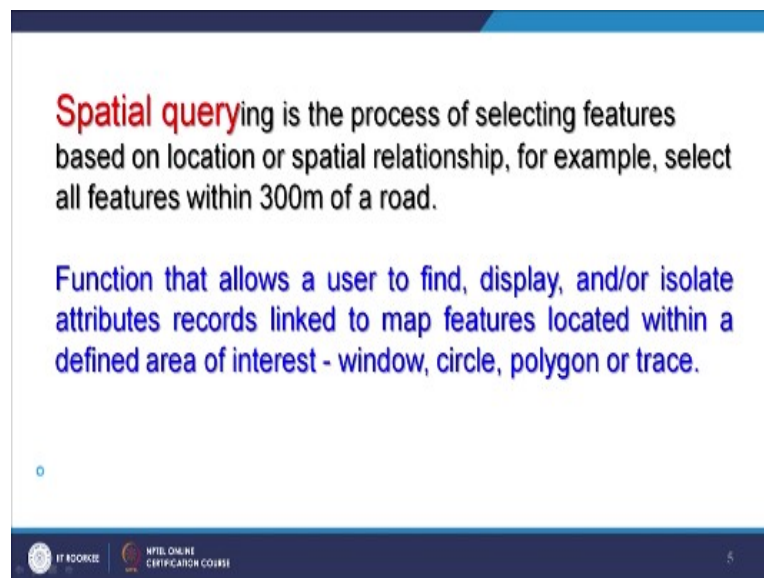 Spatial querying is the process of selecting features
based on location or spatial relationship, for example, select
all features within 300m of a road.
Function that allows a user to find, display, and/or isolate
attributes records linked to map features located within a
defined area of interest - window, circle, polygon or trace.
IIT ROORKEE
NPTEL ONLINE
CERTIFICATION COURSE
5